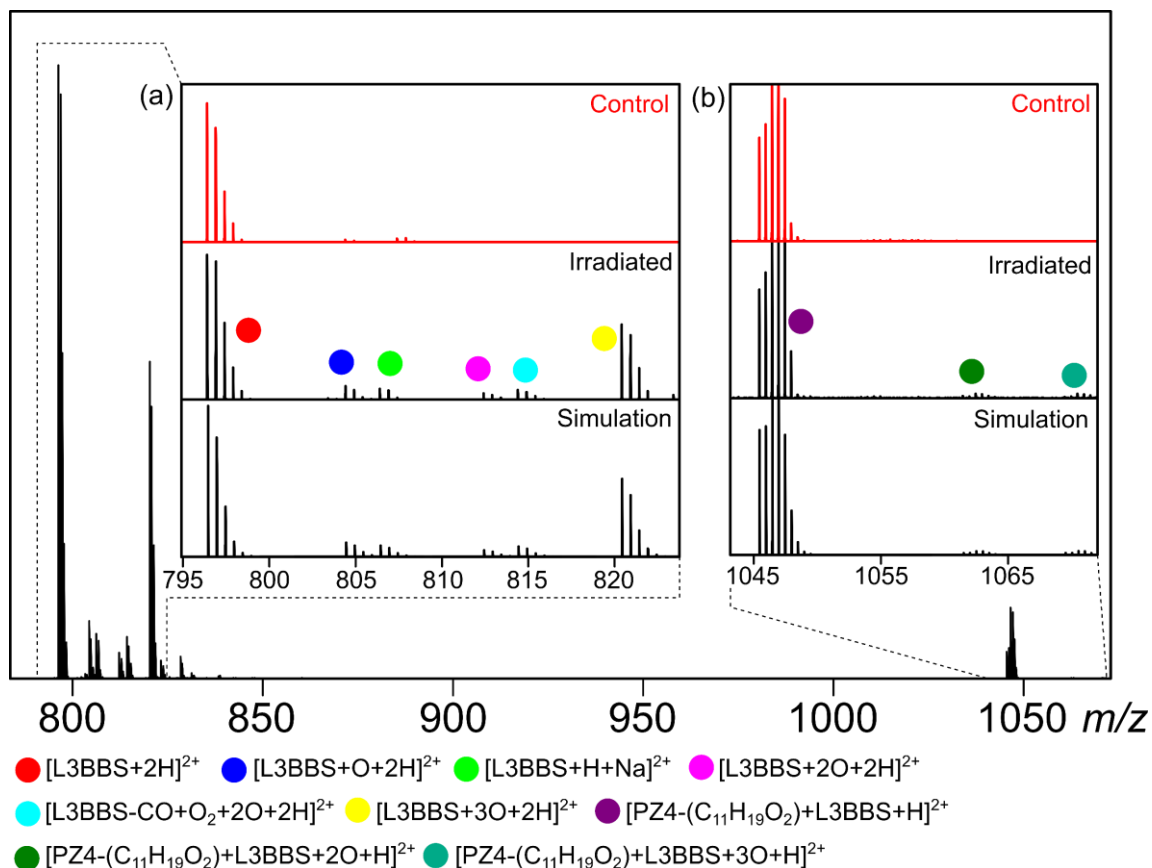 (a)
Control
Irradiated
Simulation
795 800 805 810 815 820
(b)
Control
Irradiated
Simulation
1045 1055 1065
800 850 900 950 1000 1050 m/z
[L3BBS+2H]²⁺ [L3BBS+O+2H]²⁺ [L3BBS+H+Na]²⁺ [L3BBS+2O+2H]²⁺
[L3BBS-CO+O₂+2O+2H]²⁺ [L3BBS+3O+2H]²⁺ [PZ4-(C₁₁H₁₉O₂)+L3BBS+H]²⁺
[PZ4-(C₁₁H₁₉O₂)+L3BBS+2O+H]²⁺ [PZ4-(C₁₁H₁₉O₂)+L3BBS+3O+H]²⁺